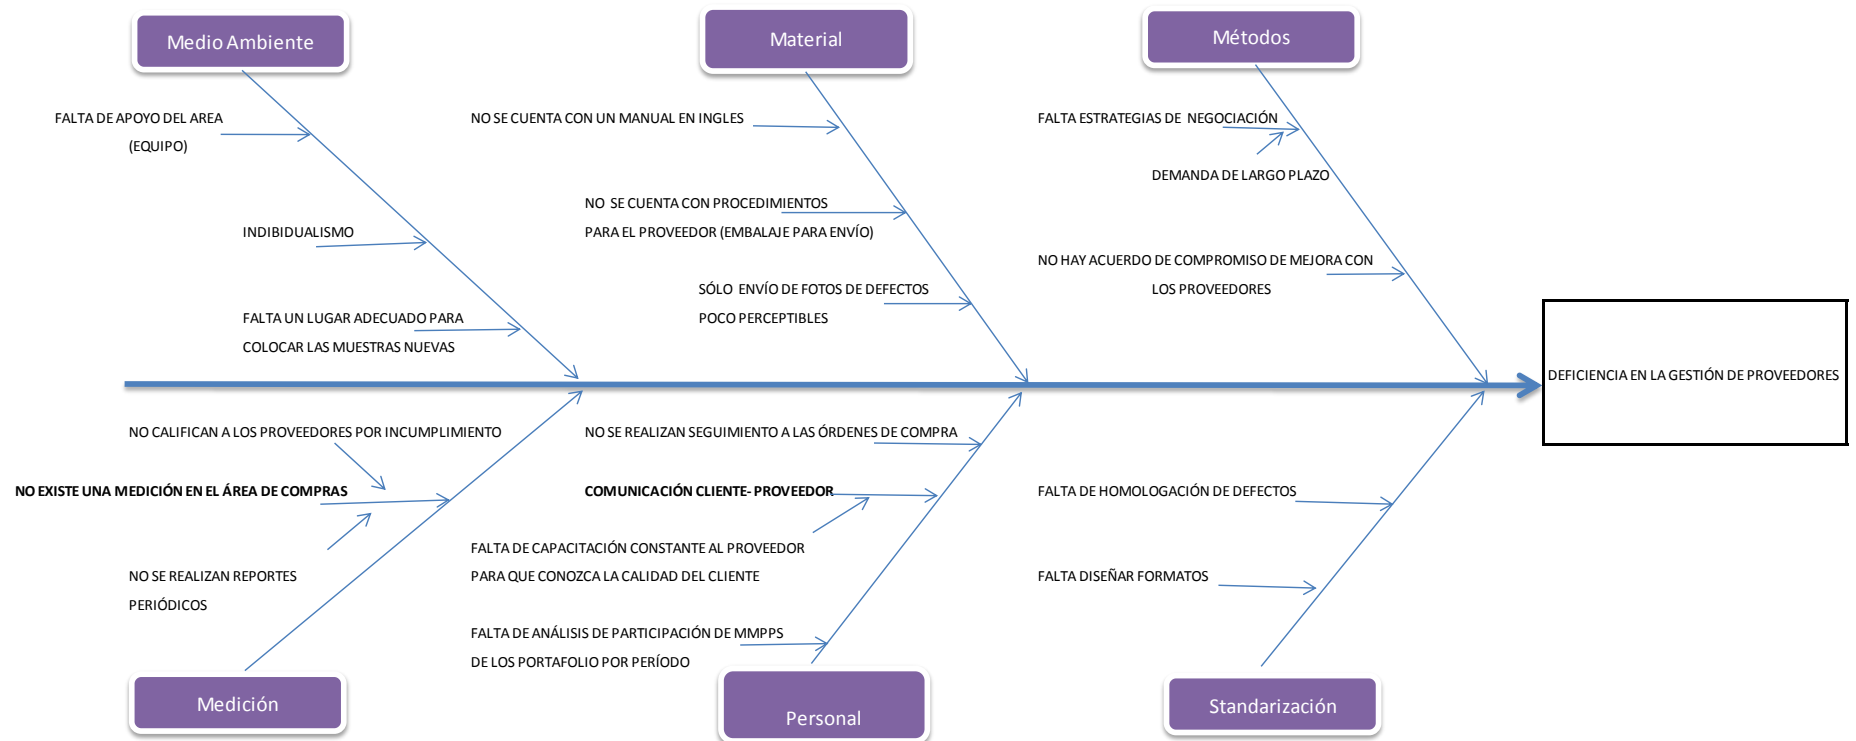 Medio Ambiente
Material
Métodos
FALTA DE APOYO DEL AREA
(EQUIPO)
INDIBIDUALISMO
FALTA UN LUGAR ADECUADO PARA
COLOCAR LAS MUESTRAS NUEVAS
NO SE CUENTA CON UN MANUAL EN INGLES
NO SE CUENTA CON PROCEDIMIENTOS
PARA EL PROVEEDOR (EMBALAJE PARA ENVÍO)
SÓLO ENVÍO DE FOTOS DE DEFECTOS
POCO PERCEPTIBLES
FALTA ESTRATEGIAS DE NEGOCIACIÓN
DEMANDA DE LARGO PLAZO
NO HAY ACUERDO DE COMPROMISO DE MEJORA CON
LOS PROVEEDORES
DEFICIENCIA EN LA GESTIÓN DE PROVEEDORES
NO CALIFICAN A LOS PROVEEDORES POR INCUMPLIMIENTO
NO EXISTE UNA MEDICIÓN EN EL ÁREA DE COMPRAS
NO SE REALIZAN REPORTES
PERIÓDICOS
NO SE REALIZAN SEGUIMIENTO A LAS ÓRDENES DE COMPRA
COMUNICACIÓN CLIENTE- PROVEEDOR
FALTA DE CAPACITACIÓN CONSTANTE AL PROVEEDOR
PARA QUE CONOZCA LA CALIDAD DEL CLIENTE
FALTA DE ANÁLISIS DE PARTICIPACIÓN DE MMPPS
DE LOS PORTAFOLIO POR PERÍODO
FALTA DE HOMOLOGACIÓN DE DEFECTOS
FALTA DISEÑAR FORMATOS
Medición
Personal
Standarización